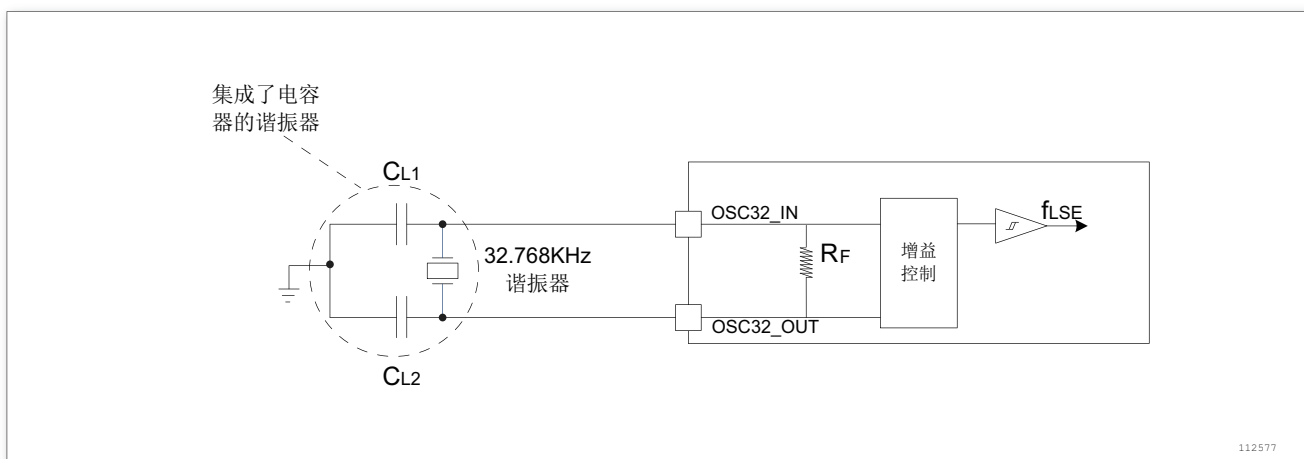 集成了电容
器的谐振器
CL1
OSC32_IN
fLSE
32.768KHz
谐振器
RF
增益
控制
OSC32_OUT
CL2
112577